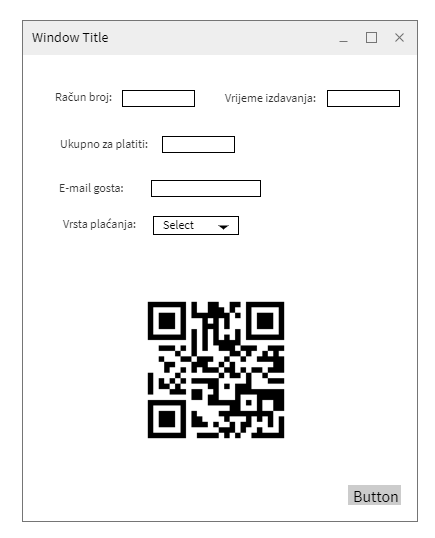 Window Title
Račun broj: Vrijeme izdavanja:
Ukupno za platiti:
E-mail gosta:
Vrsta plaćanja: Select
Button